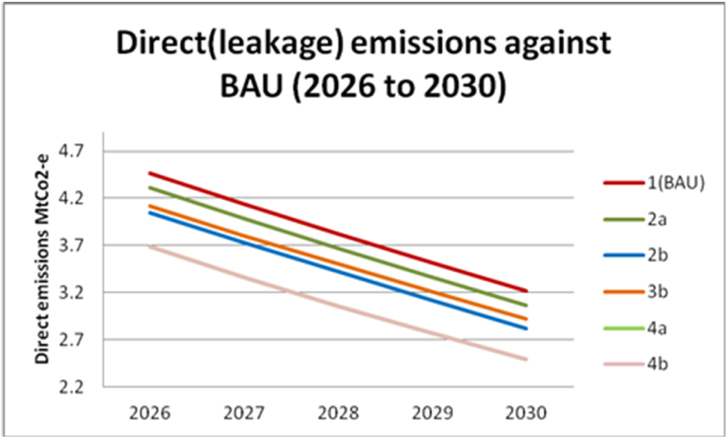 Direct(leakage) emissions against
BAU (2026 to 2030)
Direct emissions MtCo2-e
4.7
4.2
3.7
3.2
2.7
2.2
2026 2027 2028 2029 2030
1(BAU)
2a
2b
3b
4a
4b